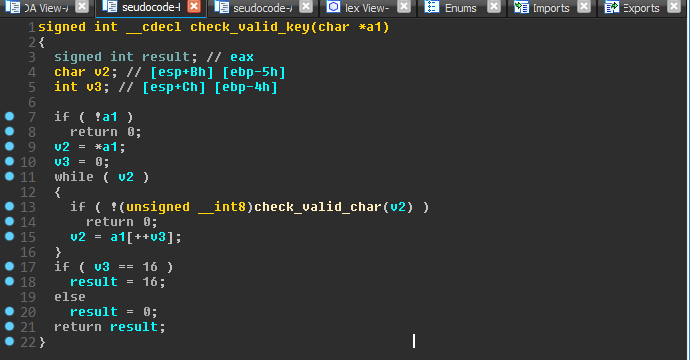 DA View-A seudocode-I seudocode-A lex View- Enums Imports Exports
1 signed int __cdecl check_valid_key(char *a1)
2 {
3 signed int result; // eax
4 char v2; // [esp+Bh] [ebp-5h]
5 int v3; // [esp+Ch] [ebp-4h]
6
7 if ( !a1 )
8 return 0;
9 v2 = *a1;
10 v3 = 0;
11 while ( v2 )
12 {
13 if ( !(unsigned __int8)check_valid_char(v2) )
14 return 0;
15 v2 = a1[++v3];
16 }
17 if ( v3 == 16 )
18 result = 16;
19 else
20 result = 0;
21 return result;
22 }